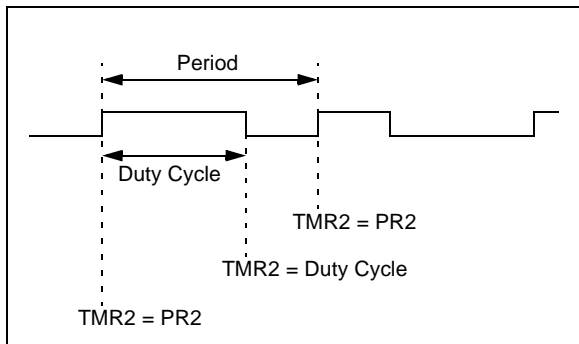 Period
Duty Cycle
TMR2 = PR2
TMR2 = Duty Cycle
TMR2 = PR2